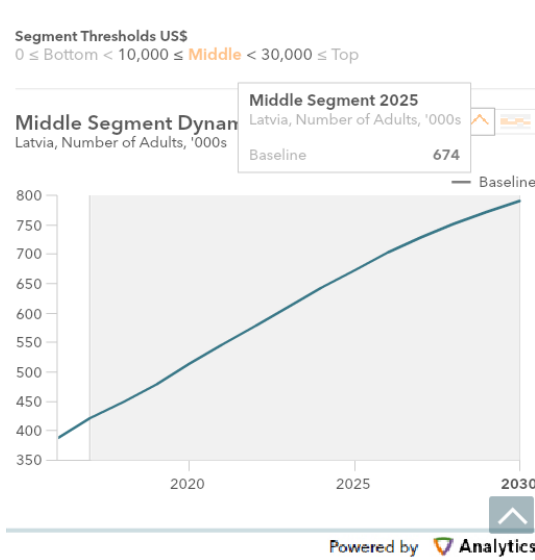 Segment Thresholds US$
0 ≤ Bottom < 10,000 ≤ Middle < 30,000 ≤ Top
Middle Segment 2025
Latvia, Number of Adults, '000s
Baseline 674
Middle Segment Dynam
Latvia, Number of Adults, '000s
Baseline
800
750
700
650
600
550
500
450
400
350
2020 2025 2030
Powered by Analytics